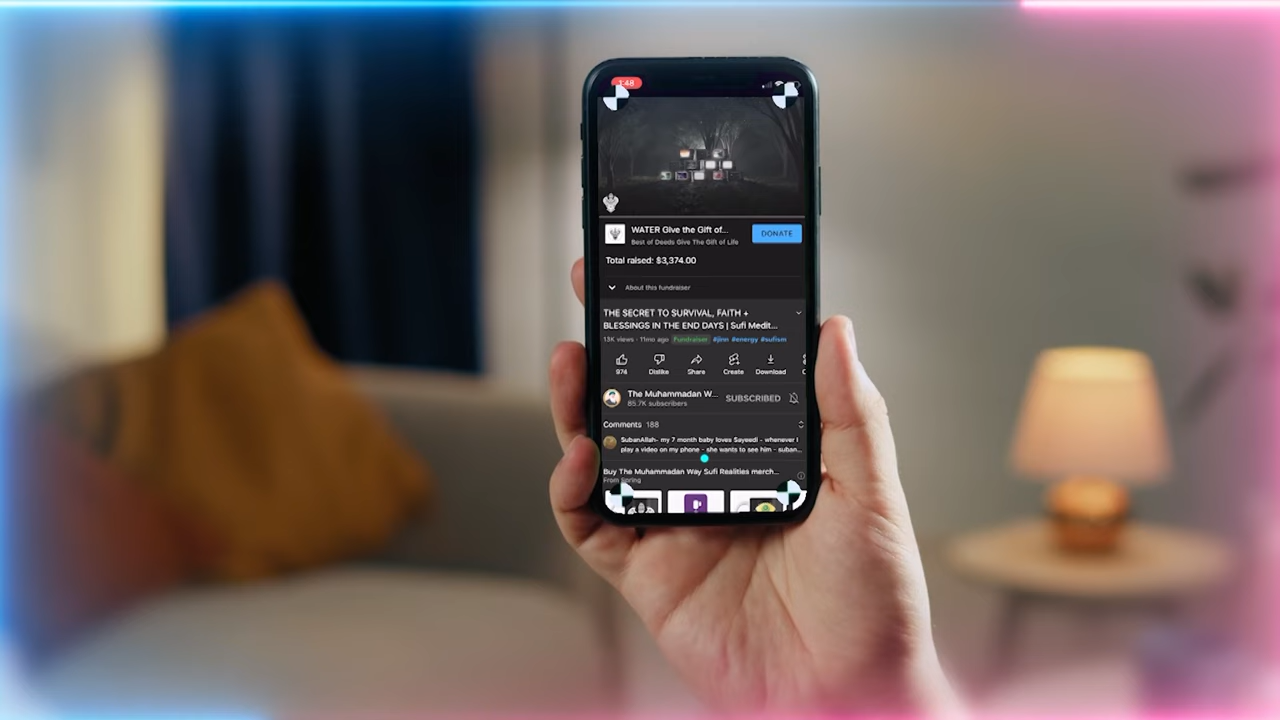 1:48
WATER Give the Gift of...
Best of Deeds Give The Gift of Life
DONATE
Total raised: $3,374.00
About this fundraiser
THE SECRET TO SURVIVAL, FAITH +
BLESSINGS IN THE END DAYS | Sufi Medit...
13K views · 11mo ago Fundraiser #jinn #energy #sufism
974 Dislike Share Create Download
The Muhammadan W... SUBSCRIBED
85.7K subscribers
Comments 188
SubanAllah- my 7 month baby loves Sayeedi - whenever I
play a video on my phone - she wants to see him - suban...
Buy The Muhammadan Way Sufi Realities merch...
From Spring